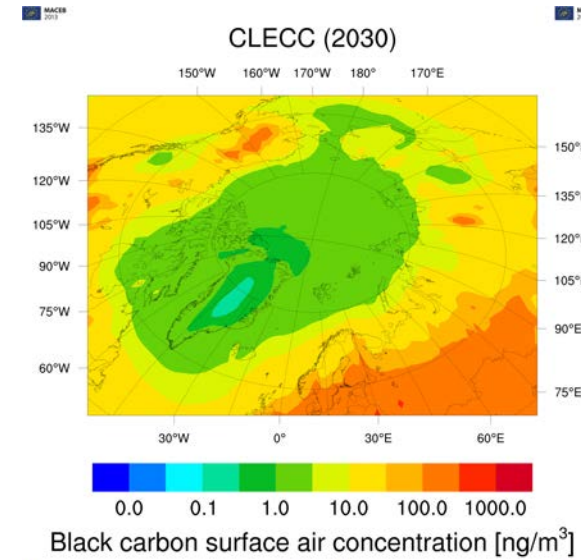 MACEB
2013
CLECC (2030)
150°W 160°W 170°W 180° 170°E
135°W
120°W
105°W
90°W
75°W
60°W
150°
135°
120°
105°
90°E
75°E
30°W 0° 30°E 60°E
0.0 0.1 1.0 10.0 100.0 1000.0
Black carbon surface air concentration [ng/m³]